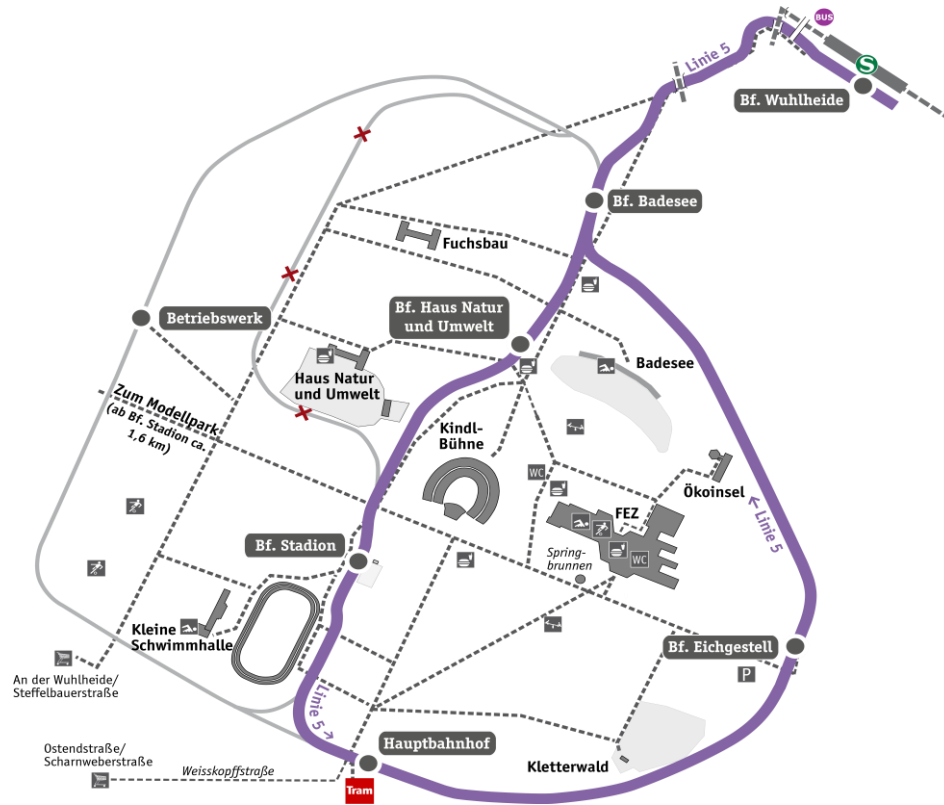 BUS
Linie 5
S
Bf. Wuhlheide
Bf. Badesee
Fuchsbau
Betriebswerk
Bf. Haus Natur
und Umwelt
Haus Natur
und Umwelt
Badesee
Zum Modellpark
(ab Bf. Stadion ca.
1,6 km)
Kindl-
Bühne
WC
Ökoinsel
FEZ
Linie 5
WC
Bf. Stadion
Spring-
brunnen
Kleine
Schwimmhalle
Bf. Eichgestell
P
An der Wuhlheide/
Steffelbauerstraße
Linie 5
Ostendstraße/
Scharnweberstraße
Weisskopffstraße
Hauptbahnhof
Kletterwald
Tram